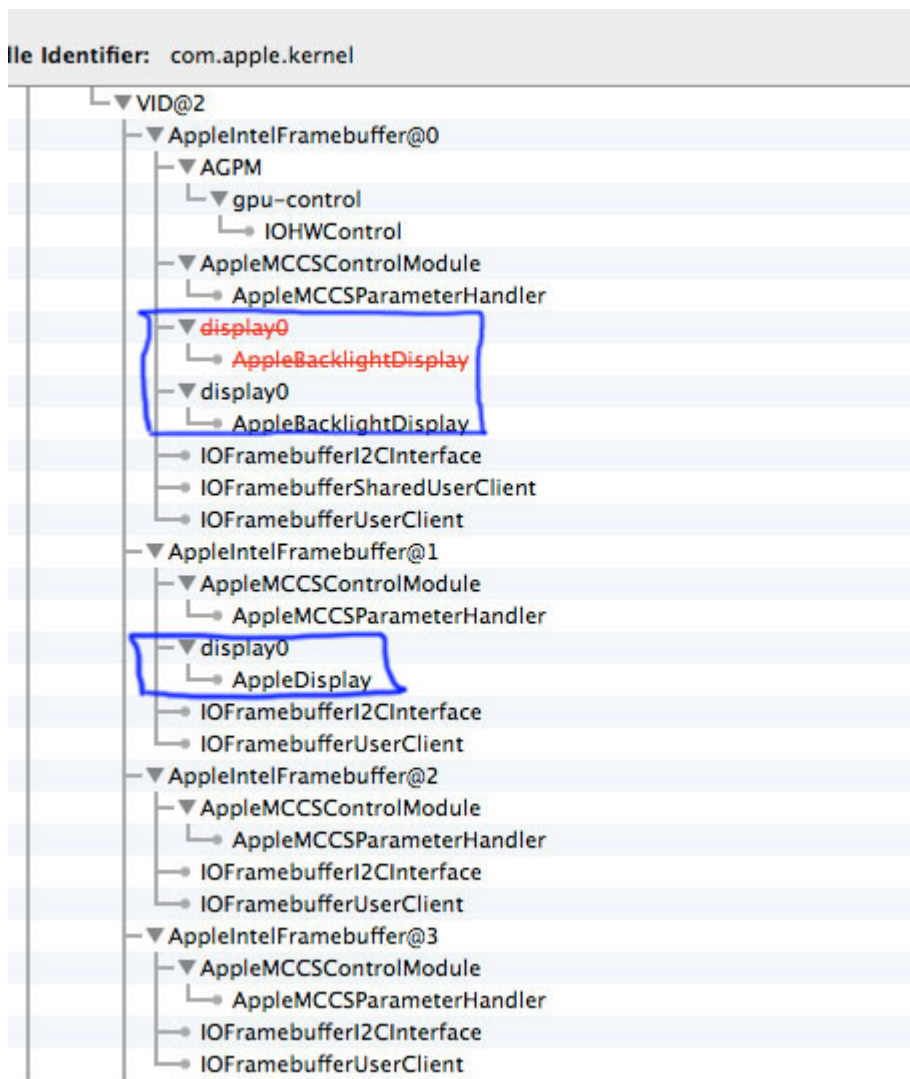 lle Identifier: com.apple.kernel
VID@2
AppleIntelFramebuffer@0
AGPM
gpu-control
IOHWControl
AppleMCCSControlModule
AppleMCCSParameterHandler
display0
AppleBacklightDisplay
display0
AppleBacklightDisplay
IOFramebufferI2CInterface
IOFramebufferSharedUserClient
IOFramebufferUserClient
AppleIntelFramebuffer@1
AppleMCCSControlModule
AppleMCCSParameterHandler
display0
AppleDisplay
IOFramebufferI2CInterface
IOFramebufferUserClient
AppleIntelFramebuffer@2
AppleMCCSControlModule
AppleMCCSParameterHandler
IOFramebufferI2CInterface
IOFramebufferUserClient
AppleIntelFramebuffer@3
AppleMCCSControlModule
AppleMCCSParameterHandler
IOFramebufferI2CInterface
IOFramebufferUserClient